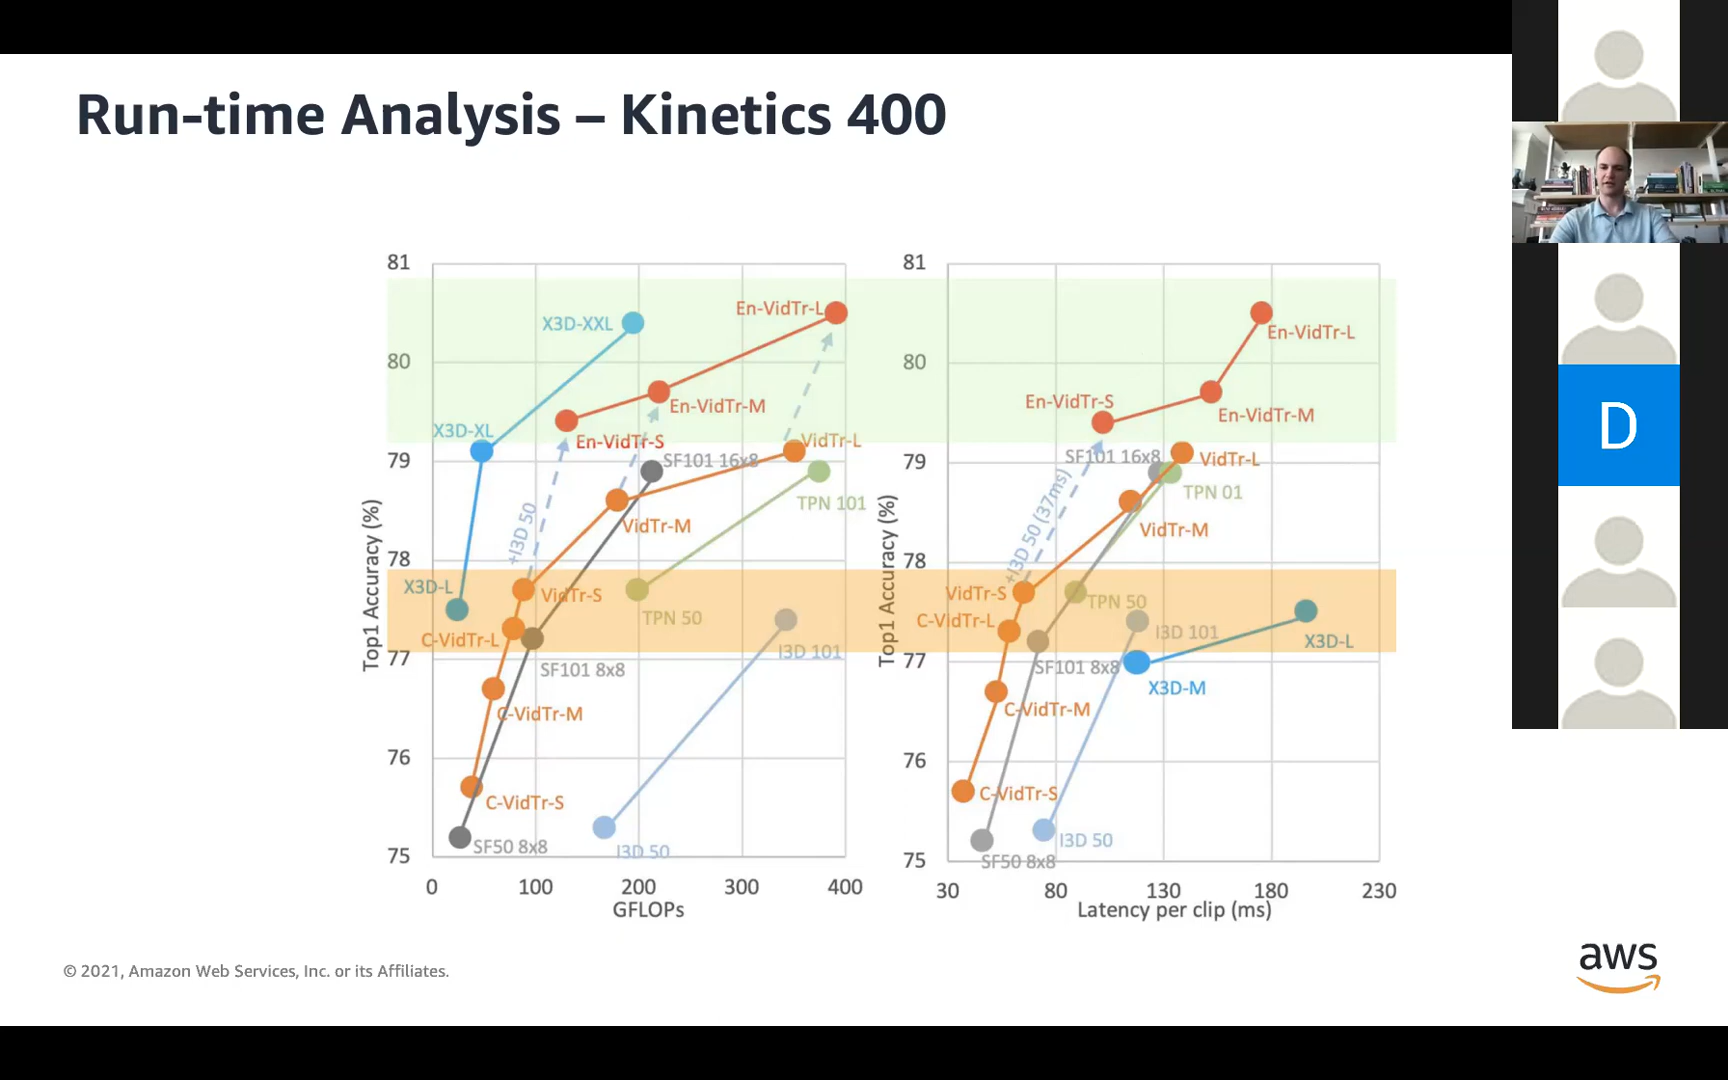 Run-time Analysis – Kinetics 400
81
80
79
78
77
76
75
0
100
200
300
400
GFLOPs
Top1 Accuracy (%)
X3D-XXL
En-VidTr-L
En-VidTr-M
X3D-XL
En-VidTr-S
VidTr-L
SF101 16x8
TPN 101
+I3D 50
VidTr-M
X3D-L
VidTr-S
TPN 50
C-VidTr-L
I3D 101
SF101 8x8
C-VidTr-M
C-VidTr-S
SF50 8x8
I3D 50
81
80
79
78
77
76
75
30
80
130
180
230
Latency per clip (ms)
Top1 Accuracy (%)
En-VidTr-L
En-VidTr-S
En-VidTr-M
SF101 16x8
VidTr-L
TPN 01
+I3D 50 (37ms)
VidTr-M
VidTr-S
TPN 50
C-VidTr-L
I3D 101
X3D-L
SF101 8x8
X3D-M
C-VidTr-M
C-VidTr-S
I3D 50
SF50 8x8
D
© 2021, Amazon Web Services, Inc. or its Affiliates.
aws